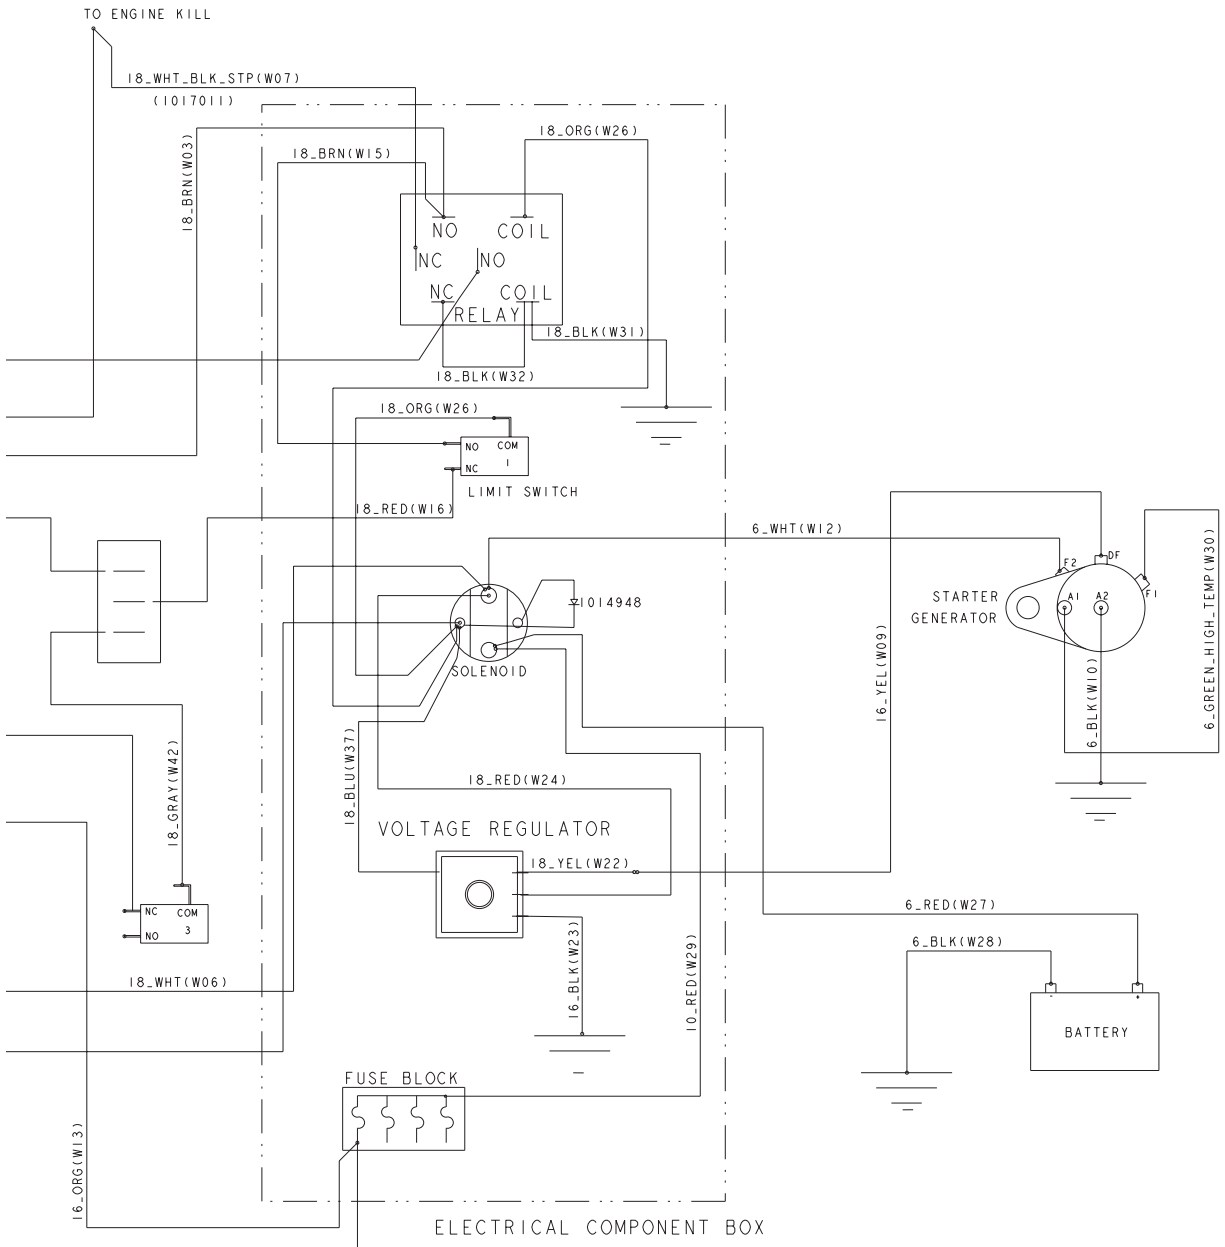 TO ENGINE KILL
18_WHT_BLK_STP(W07)
(1017011)
18_ORG(W26)
18_BRN(W03)
18_BRN(W15)
NO
COIL
NC
NO
NC
COIL
RELAY
18_BLK(W31)
18_BLK(W32)
18_ORG(W26)
NO
COM
1
NC
LIMIT SWITCH
18_RED(W16)
6_WHT(W12)
6_GREEN_HIGH_TEMP(W30)
DF
F2
F1
A1
A2
STARTER
GENERATOR
1014948
SOLENOID
16_YEL(W09)
6_BLK(W10)
18_BLU(W37)
18_GRAY(W42)
18_RED(W24)
VOLTAGE REGULATOR
18_YEL(W22)
NC
COM
3
NO
6_RED(W27)
6_BLK(W28)
16_BLK(W23)
10_RED(W29)
18_WHT(W06)
-
+
BATTERY
FUSE BLOCK
16_ORG(W13)
ELECTRICAL COMPONENT BOX